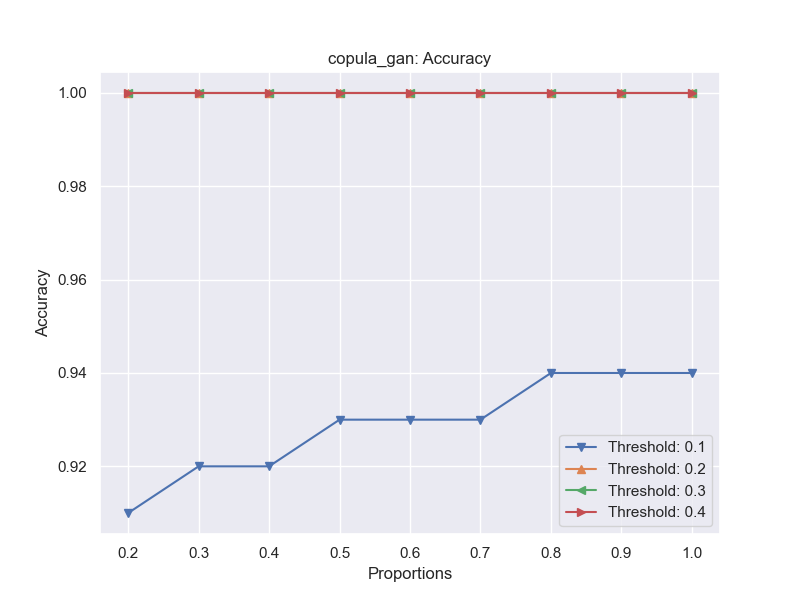 copula_gan: Accuracy
1.00
0.98
0.96
0.94
0.92
Accuracy
0.2 0.3 0.4 0.5 0.6 0.7 0.8 0.9 1.0
Proportions
Threshold: 0.1
Threshold: 0.2
Threshold: 0.3
Threshold: 0.4